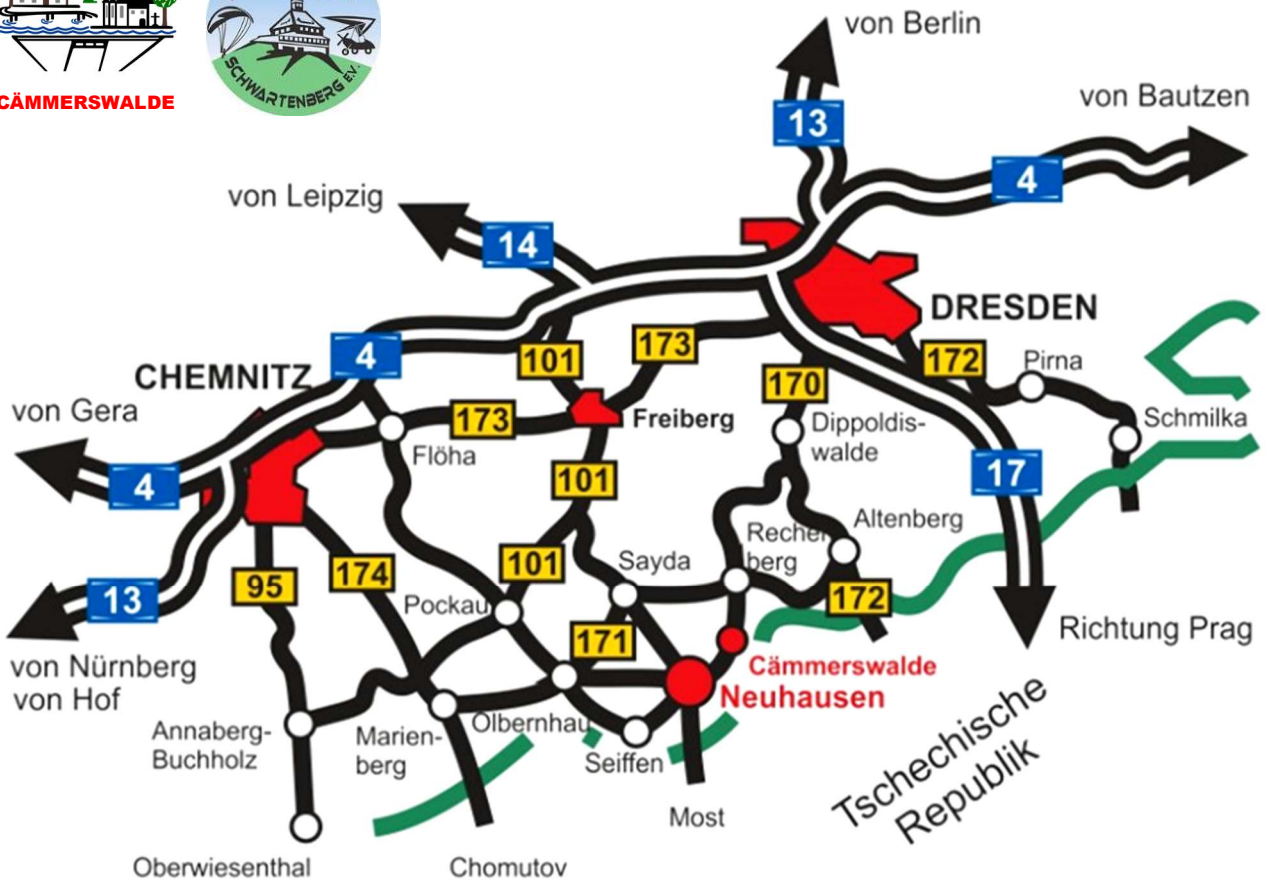 CÄMMERSWALDE
SCHWARTENBERG E.V.
von Berlin
13
von Bautzen
4
von Leipzig
14
DRESDEN
4
101
173
170
172
Pirna
CHEMNITZ
von Gera
173
Freiberg
Dippoldis-
walde
Schmilka
Flöha
4
101
17
Altenberg
Recher
berg
Sayda
101
174
95
13
Pockau
172
171
Richtung Prag
von Nürnberg
von Hof
Cämmerswalde
Neuhausen
Annaberg-
Buchholz
Marien-
berg
Olbernhau
Seiffen
Tschechische
Republik
Most
Oberwiesenthal
Chomutov